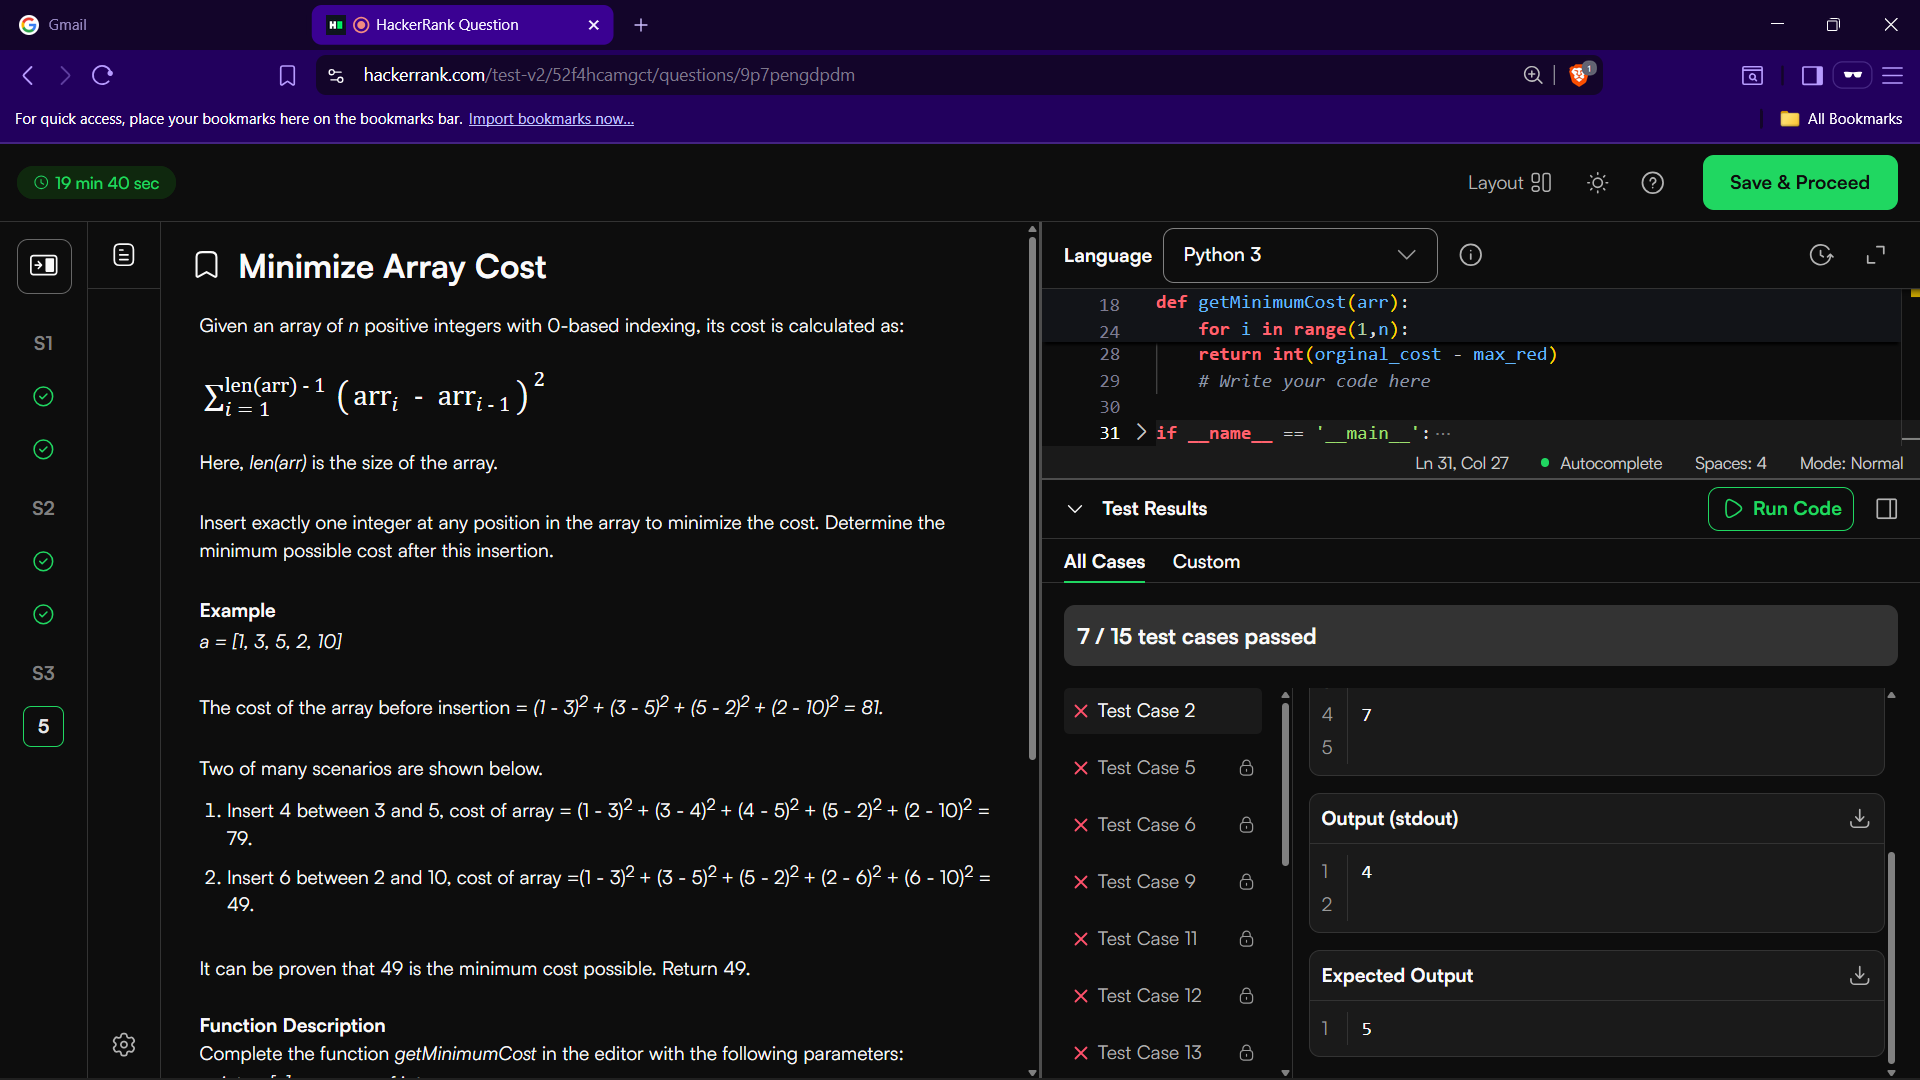 Gmail
HackerRank Question
hackerrank.com/test-v2/52f4hcamgct/questions/9p7pengdpdm
1
For quick access, place your bookmarks here on the bookmarks bar. Import bookmarks now...
All Bookmarks
19 min 40 sec
Layout
Save & Proceed
S1
S2
S3
5
Minimize Array Cost
Given an array of n positive integers with 0-based indexing, its cost is calculated as:
∑ len(arr) - 1 i = 1 (arr i - arr i - 1) 2
Here, len(arr) is the size of the array.
Insert exactly one integer at any position in the array to minimize the cost. Determine the
minimum possible cost after this insertion.
Example
a = [1, 3, 5, 2, 10]
The cost of the array before insertion = (1 - 3)2 + (3 - 5)2 + (5 - 2)2 + (2 - 10)2 = 81.
Two of many scenarios are shown below.
1. Insert 4 between 3 and 5, cost of array = (1 - 3)2 + (3 - 4)2 + (4 - 5)2 + (5 - 2)2 + (2 - 10)2 =
79.
2. Insert 6 between 2 and 10, cost of array =(1 - 3)2 + (3 - 5)2 + (5 - 2)2 + (2 - 6)2 + (6 - 10)2 =
49.
It can be proven that 49 is the minimum cost possible. Return 49.
Function Description
Complete the function getMinimumCost in the editor with the following parameters:
Language
Python 3
18 def getMinimumCost(arr):
24 for i in range(1,n):
28 return int(orginal_cost - max_red)
29 # Write your code here
30
31 if __name__ == '__main__':···
Ln 31, Col 27
Autocomplete
Spaces: 4
Mode: Normal
Test Results
Run Code
All Cases
Custom
7 / 15 test cases passed
Test Case 2
Test Case 5
Test Case 6
Test Case 9
Test Case 11
Test Case 12
Test Case 13
4 7
5
Output (stdout)
1 4
2
Expected Output
1 5